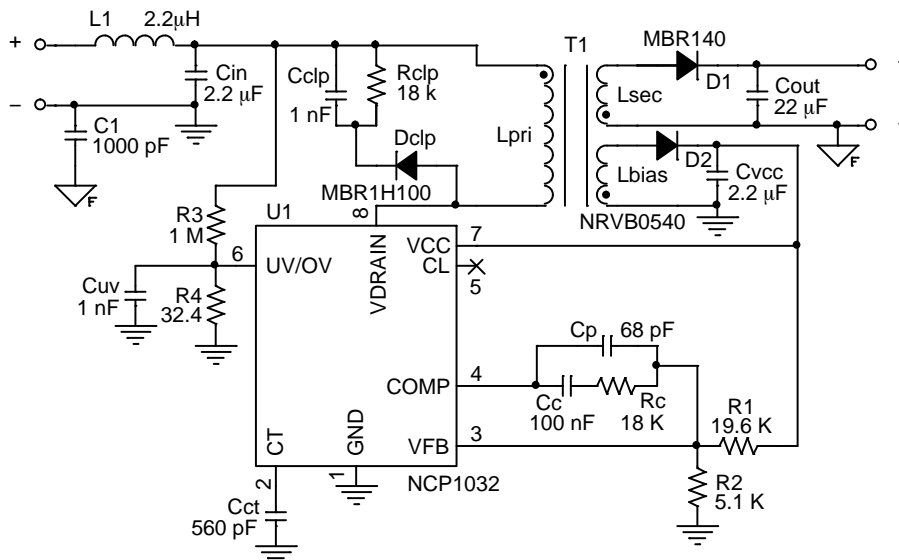 L1 2.2µH
+
−
Cin
2.2 µF
C1
1000 pF
F
Cclp
1 nF
Rclp
18 k
Dclp
MBR1H100
T1
Lpri
Lsec
Lbias
MBR140
D1
Cout
22 µF
F
D2
Cvcc
2.2 µF
NRVB0540
R3
1 M
U1
8
6
UV/OV
VDRAIN
VCC
7
CL
5
Cuv
1 nF
R4
32.4
Cp 68 pF
COMP
4
Cc
100 nF
Rc
18 K
R1
19.6 K
VFB
3
R2
5.1 K
CT
GND
2
1
NCP1032
Cct
560 pF